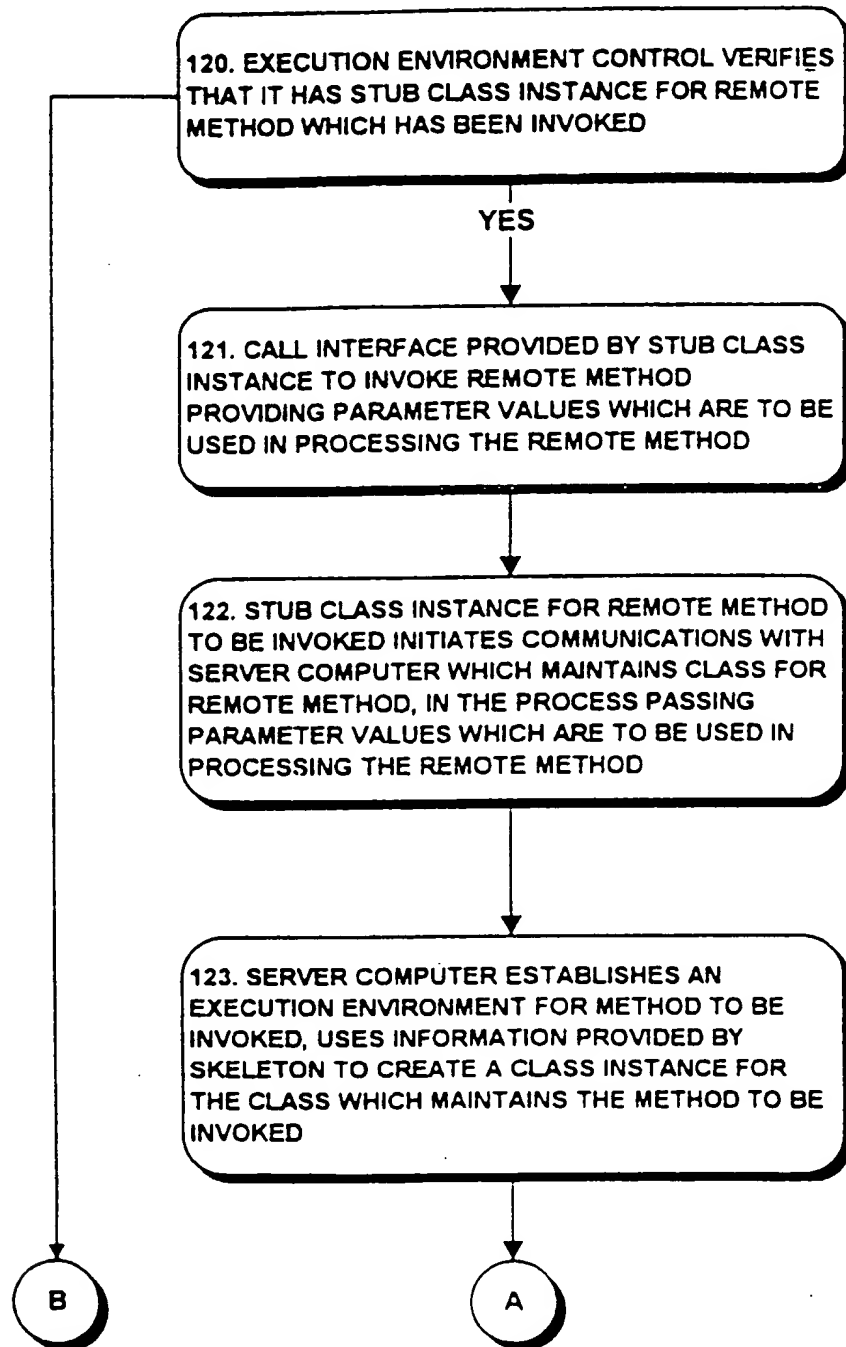 120. EXECUTION ENVIRONMENT CONTROL VERIFIES
THAT IT HAS STUB CLASS INSTANCE FOR REMOTE
METHOD WHICH HAS BEEN INVOKED
YES
121. CALL INTERFACE PROVIDED BY STUB CLASS
INSTANCE TO INVOKE REMOTE METHOD
PROVIDING PARAMETER VALUES WHICH ARE TO BE
USED IN PROCESSING THE REMOTE METHOD
122. STUB CLASS INSTANCE FOR REMOTE METHOD
TO BE INVOKED INITIATES COMMUNICATIONS WITH
SERVER COMPUTER WHICH MAINTAINS CLASS FOR
REMOTE METHOD, IN THE PROCESS PASSING
PARAMETER VALUES WHICH ARE TO BE USED IN
PROCESSING THE REMOTE METHOD
123. SERVER COMPUTER ESTABLISHES AN
EXECUTION ENVIRONMENT FOR METHOD TO BE
INVOKED, USES INFORMATION PROVIDED BY
SKELETON TO CREATE A CLASS INSTANCE FOR
THE CLASS WHICH MAINTAINS THE METHOD TO BE
INVOKED
B
A